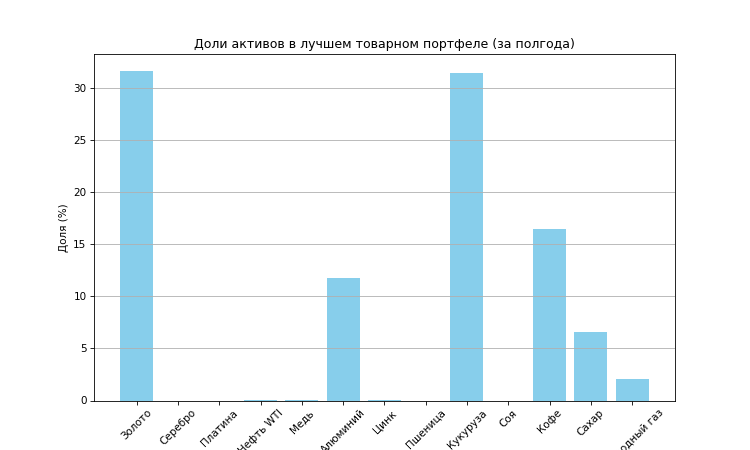 Доли активов в лучшем товарном портфеле (за полгода)
Доля (%)
30
25
20
15
10
5
0
Золото
Серебро
Платина
Нефть WTI
Медь
Алюминий
Цинк
Пшеница
Кукуруза
Соя
Кофе
Сахар
газ